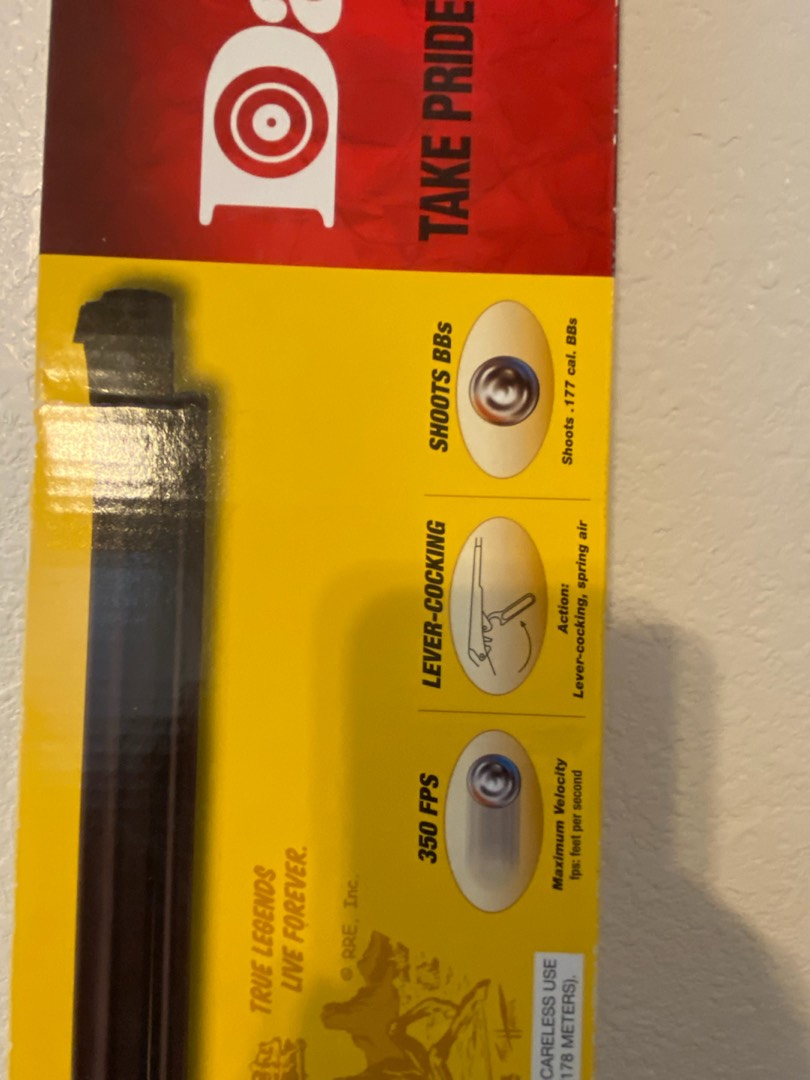 Da
TAKE PRIDE
350 FPS
Maximum Velocity
fps: feet per second
LEVER-COCKING
Action:
Lever-cocking, spring air
SHOOTS BBs
Shoots .177 cal. BBs
TRUE LEGENDS
LIVE FOREVER.
© RRE, Inc.
CARELESS USE
178 METERS).